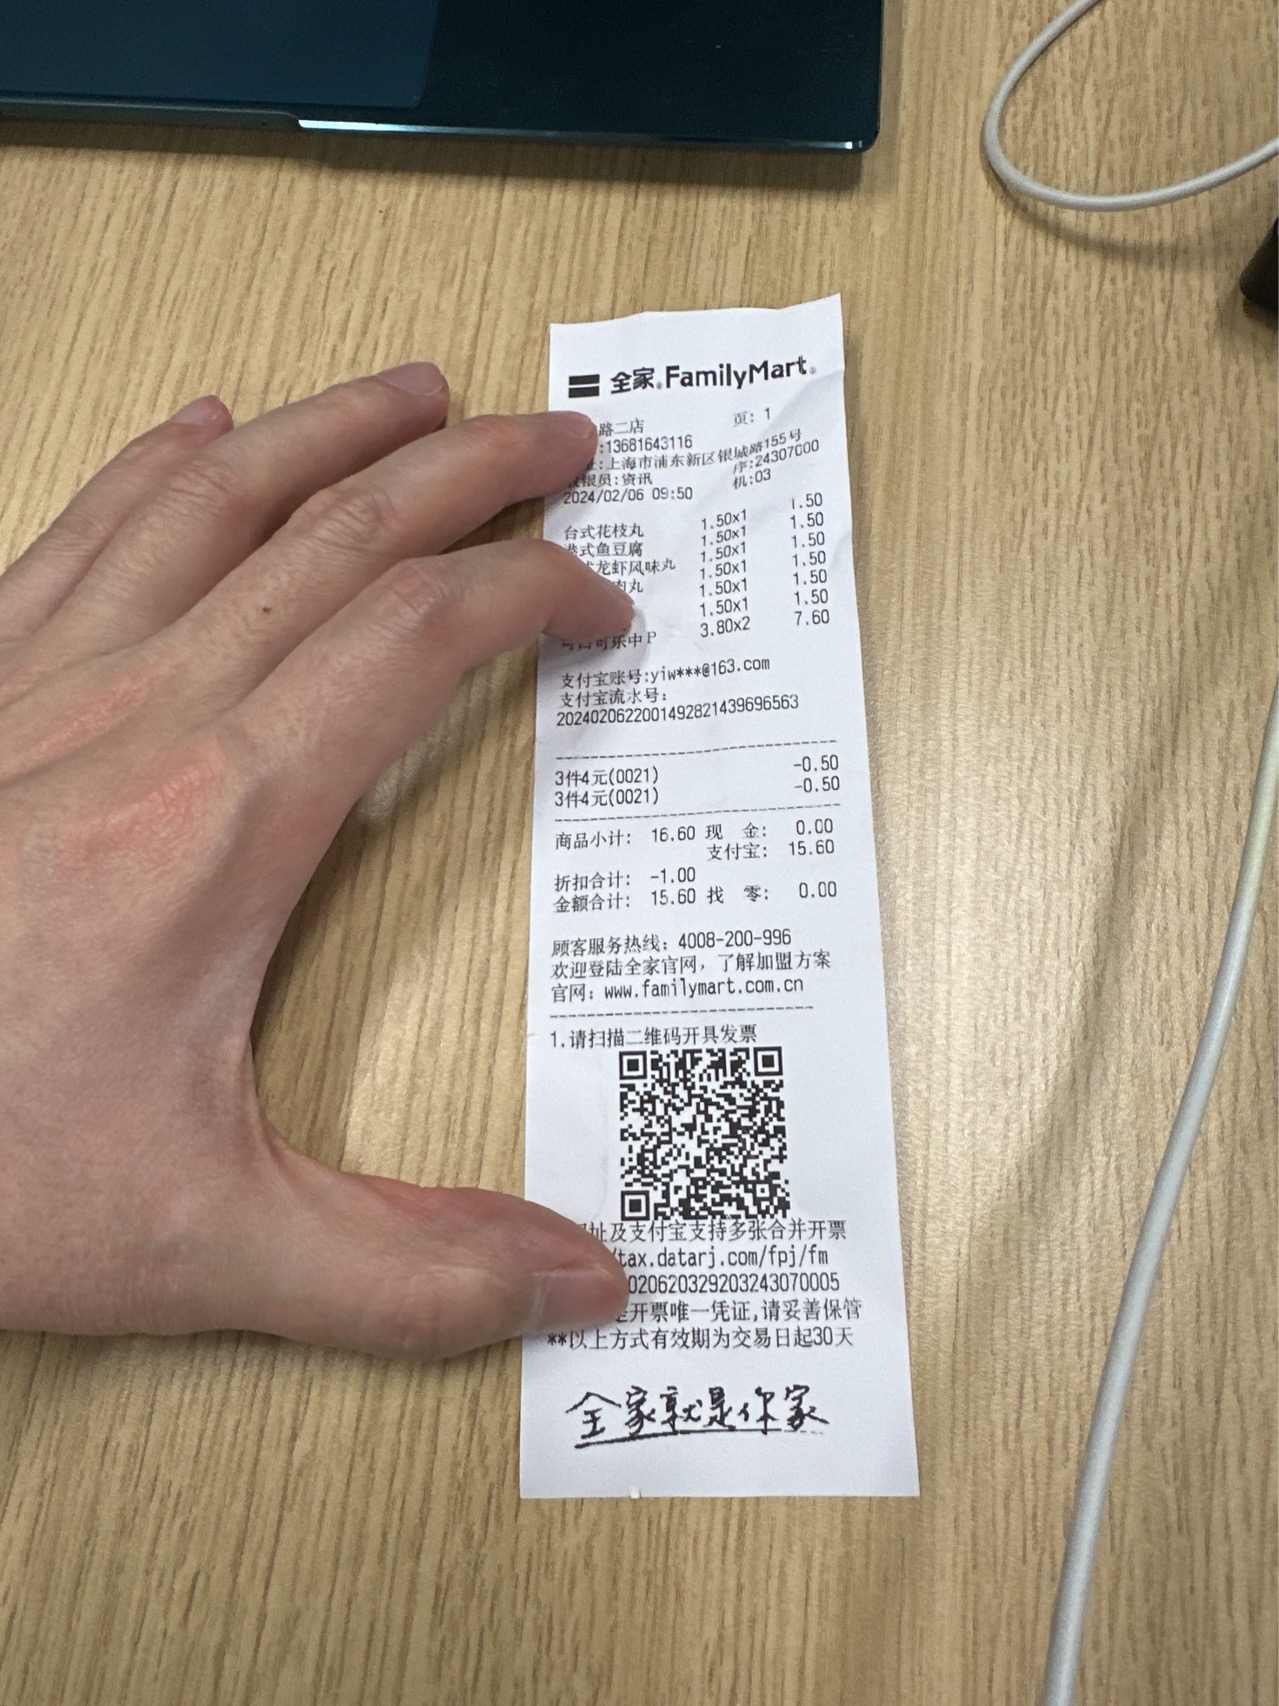 全家 FamilyMart
路二店 页: 1
:13681643116
:上海市浦东新区银城路155号
银员:资讯 序:24307000
2024/02/06 09:50 机:03
台式花枝丸 1.50x1 1.50
港式鱼豆腐 1.50x1 1.50
龙虾风味丸 1.50x1 1.50
肉丸 1.50x1 1.50
1.50x1 1.50
1.50x1 1.50
可乐中P 3.80x2 7.60
支付宝账号:yiw***@163.com
支付宝流水号:
2024020622001492821439696563
3件4元(0021) -0.50
3件4元(0021) -0.50
商品小计: 16.60 现 金: 0.00
支付宝: 15.60
折扣合计: -1.00
金额合计: 15.60 找 零: 0.00
顾客服务热线: 4008-200-996
欢迎登陆全家官网，了解加盟方案
官网: www.familymart.com.cn
1.请扫描二维码开具发票
址及支付宝支持多张合并开票
/tax.datarj.com/fpj/fm
020620329203243070005
开票唯一凭证,请妥善保管
**以上方式有效期为交易日起30天
全家就是你家